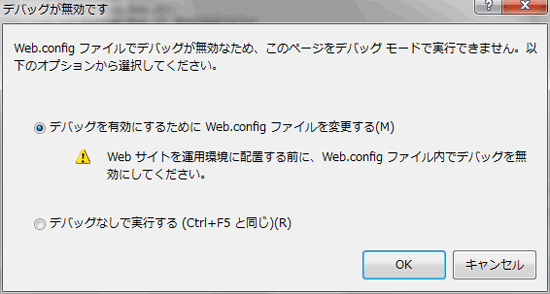 デバッグが無効です
Web.config ファイルでデバッグが無効なため、このページをデバッグ モードで実行できません。以
下のオプションから選択してください。
デバッグを有効にするために Web.config ファイルを変更する(M)
Web サイトを運用環境に配置する前に、Web.config ファイル内でデバッグを無
効にしてください。
デバッグなしで実行する (Ctrl+F5 と同じ)(R)
OK
キャンセル